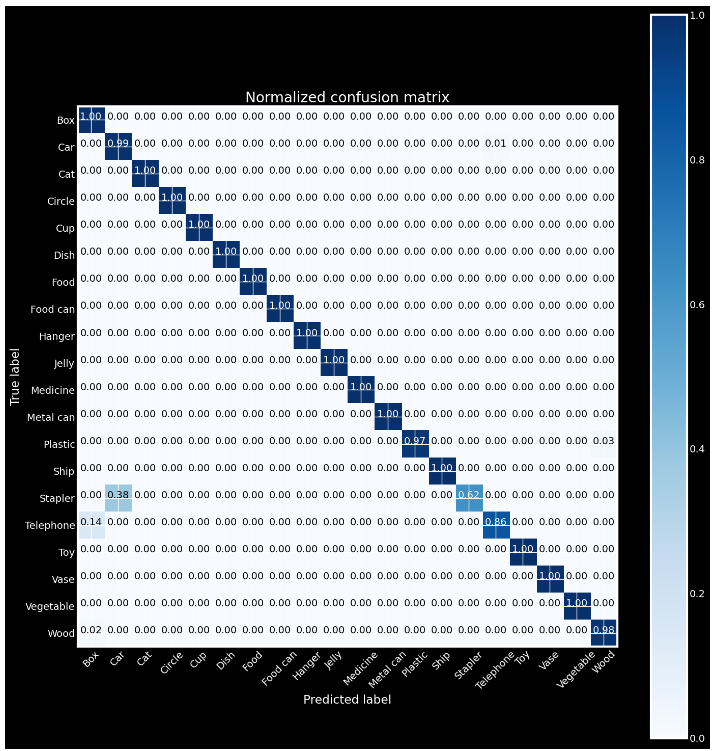 Normalized confusion matrix
Box 1.00 0.00 0.00 0.00 0.00 0.00 0.00 0.00 0.00 0.00 0.00 0.00 0.00 0.00 0.00 0.00 0.00 0.00 0.00 0.00
Car 0.00 0.99 0.00 0.00 0.00 0.00 0.00 0.00 0.00 0.00 0.00 0.00 0.00 0.00 0.00 0.01 0.00 0.00 0.00 0.00
Cat 0.00 0.00 1.00 0.00 0.00 0.00 0.00 0.00 0.00 0.00 0.00 0.00 0.00 0.00 0.00 0.00 0.00 0.00 0.00 0.00
Circle 0.00 0.00 0.00 1.00 0.00 0.00 0.00 0.00 0.00 0.00 0.00 0.00 0.00 0.00 0.00 0.00 0.00 0.00 0.00 0.00
Cup 0.00 0.00 0.00 0.00 1.00 0.00 0.00 0.00 0.00 0.00 0.00 0.00 0.00 0.00 0.00 0.00 0.00 0.00 0.00 0.00
Dish 0.00 0.00 0.00 0.00 0.00 1.00 0.00 0.00 0.00 0.00 0.00 0.00 0.00 0.00 0.00 0.00 0.00 0.00 0.00 0.00
Food 0.00 0.00 0.00 0.00 0.00 0.00 1.00 0.00 0.00 0.00 0.00 0.00 0.00 0.00 0.00 0.00 0.00 0.00 0.00 0.00
Food can 0.00 0.00 0.00 0.00 0.00 0.00 0.00 1.00 0.00 0.00 0.00 0.00 0.00 0.00 0.00 0.00 0.00 0.00 0.00 0.00
Hanger 0.00 0.00 0.00 0.00 0.00 0.00 0.00 0.00 1.00 0.00 0.00 0.00 0.00 0.00 0.00 0.00 0.00 0.00 0.00 0.00
Jelly 0.00 0.00 0.00 0.00 0.00 0.00 0.00 0.00 0.00 1.00 0.00 0.00 0.00 0.00 0.00 0.00 0.00 0.00 0.00 0.00
Medicine 0.00 0.00 0.00 0.00 0.00 0.00 0.00 0.00 0.00 0.00 1.00 0.00 0.00 0.00 0.00 0.00 0.00 0.00 0.00 0.00
Metal can 0.00 0.00 0.00 0.00 0.00 0.00 0.00 0.00 0.00 0.00 0.00 1.00 0.00 0.00 0.00 0.00 0.00 0.00 0.00 0.00
Plastic 0.00 0.00 0.00 0.00 0.00 0.00 0.00 0.00 0.00 0.00 0.00 0.00 0.97 0.00 0.00 0.00 0.00 0.00 0.00 0.03
Ship 0.00 0.00 0.00 0.00 0.00 0.00 0.00 0.00 0.00 0.00 0.00 0.00 0.00 1.00 0.00 0.00 0.00 0.00 0.00 0.00
Stapler 0.00 0.38 0.00 0.00 0.00 0.00 0.00 0.00 0.00 0.00 0.00 0.00 0.00 0.00 0.62 0.00 0.00 0.00 0.00 0.00
Telephone 0.14 0.00 0.00 0.00 0.00 0.00 0.00 0.00 0.00 0.00 0.00 0.00 0.00 0.00 0.00 0.86 0.00 0.00 0.00 0.00
Toy 0.00 0.00 0.00 0.00 0.00 0.00 0.00 0.00 0.00 0.00 0.00 0.00 0.00 0.00 0.00 0.00 1.00 0.00 0.00 0.00
Vase 0.00 0.00 0.00 0.00 0.00 0.00 0.00 0.00 0.00 0.00 0.00 0.00 0.00 0.00 0.00 0.00 0.00 1.00 0.00 0.00
Vegetable 0.00 0.00 0.00 0.00 0.00 0.00 0.00 0.00 0.00 0.00 0.00 0.00 0.00 0.00 0.00 0.00 0.00 0.00 1.00 0.00
Wood 0.02 0.00 0.00 0.00 0.00 0.00 0.00 0.00 0.00 0.00 0.00 0.00 0.00 0.00 0.00 0.00 0.00 0.00 0.00 0.98
True label
Box Car Cat Circle Cup Dish Food Food can Hanger Jelly Medicine Metal can Plastic Ship Stapler Telephone Toy Vase Vegetable Wood
Predicted label
1.0
0.8
0.6
0.4
0.2
0.0